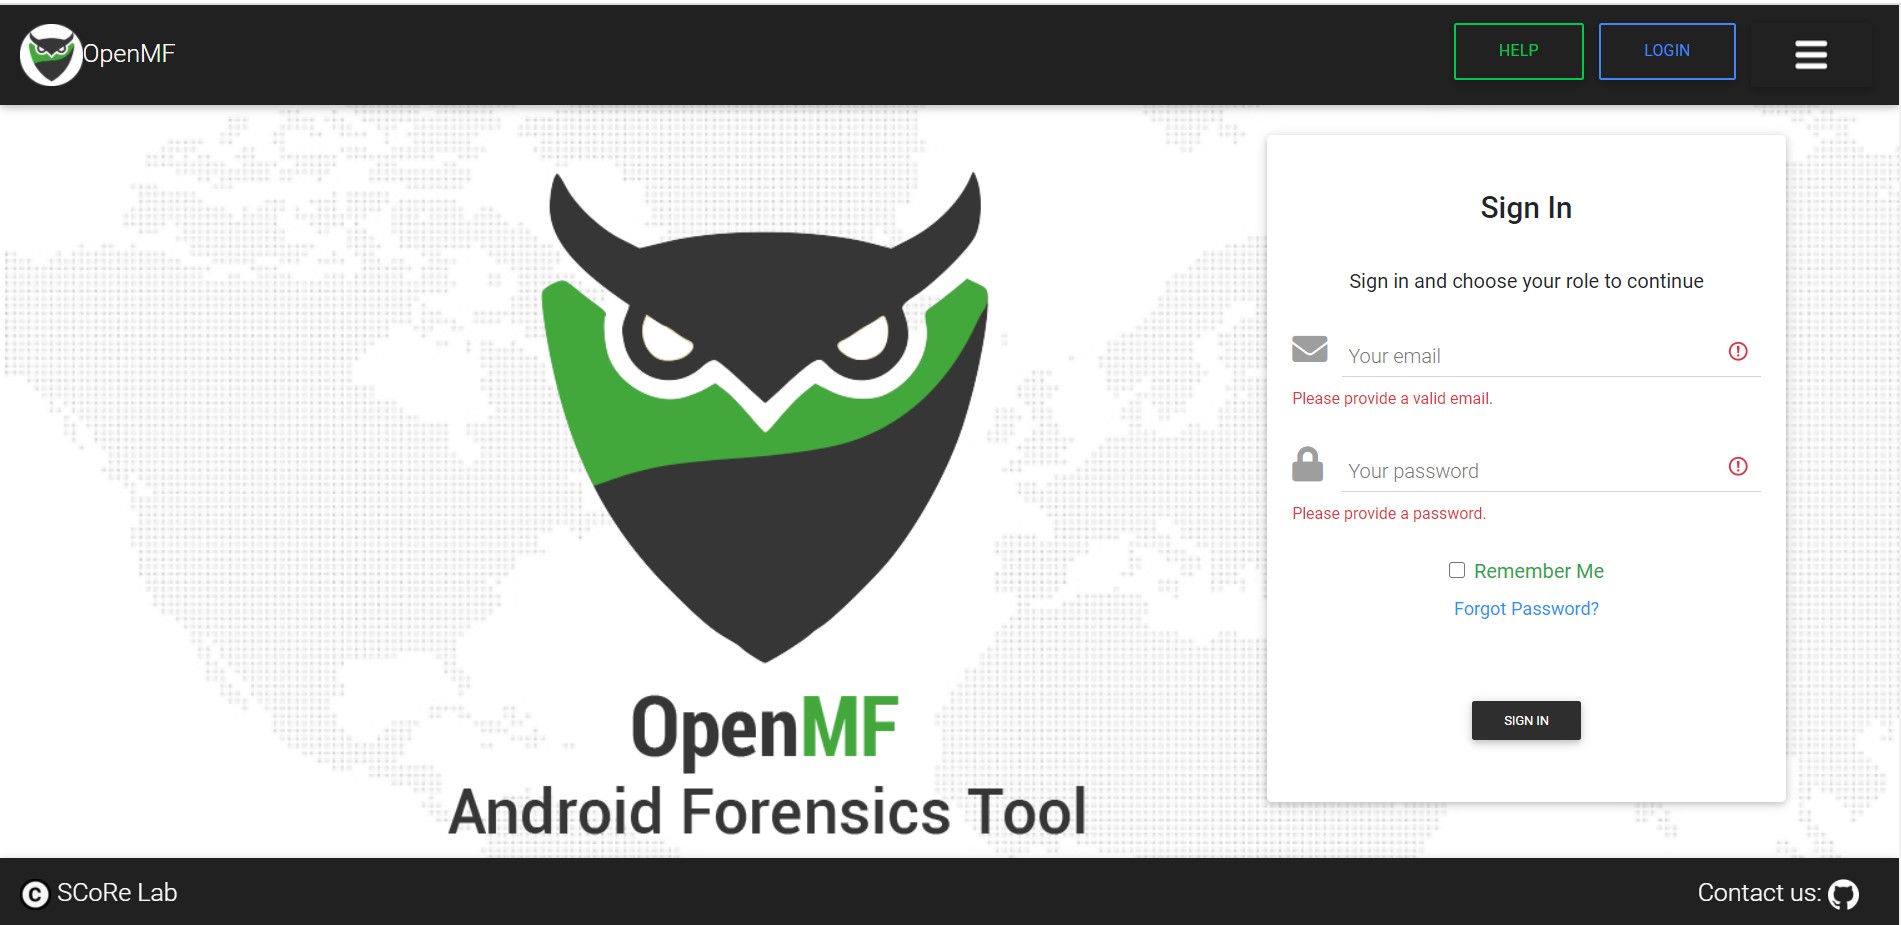 OpenMF
HELP
LOGIN
Sign In
Sign in and choose your role to continue
Your email
Please provide a valid email.
Your password
Please provide a password.
Remember Me
Forgot Password?
SIGN IN
OpenMF
Android Forensics Tool
© SCoRe Lab
Contact us: